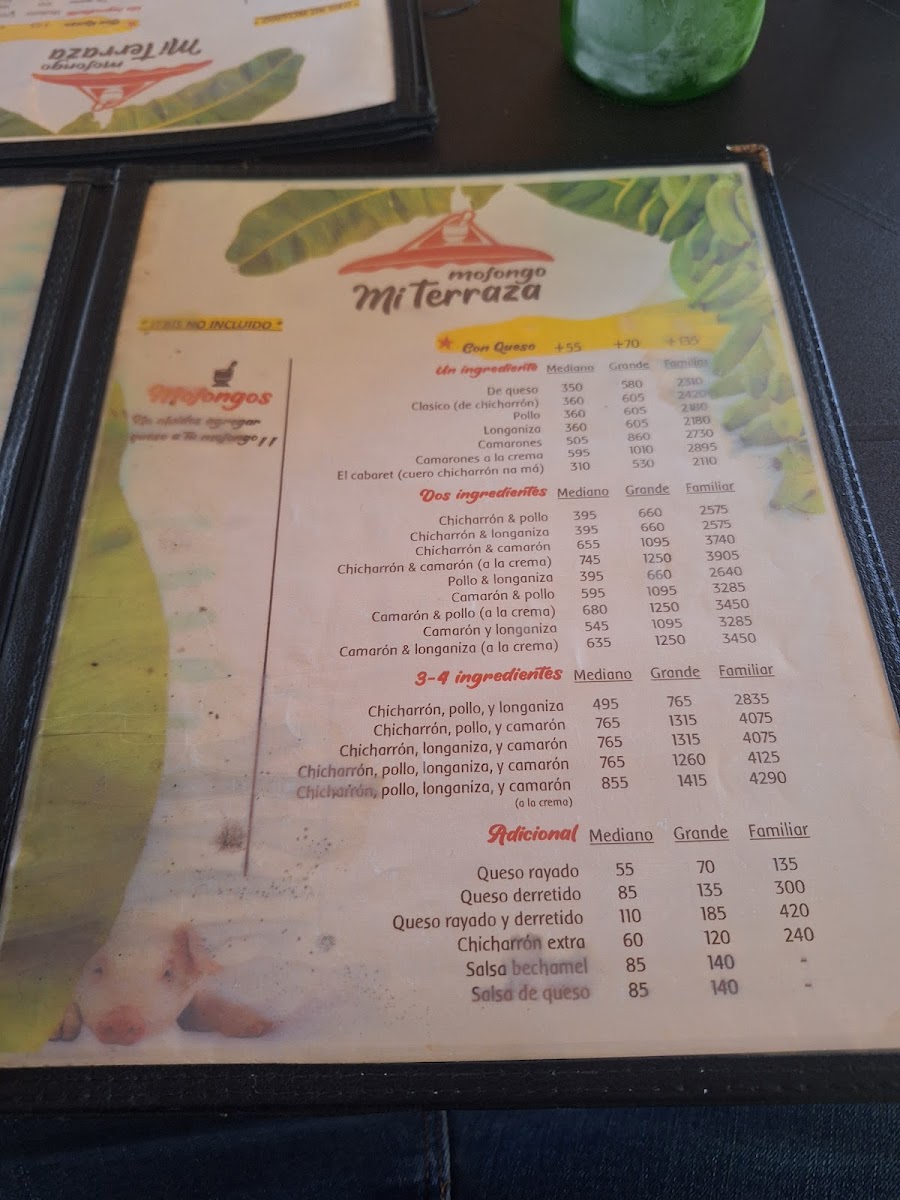 mofongo
Mi Terraza
mofongo
Mi Terraza
* ITBIS NO INCLUIDO *
Mofongos
No olvides agregar
queso a tu mofongo,,
Con Queso +55 +70 +135
Un ingrediente Mediano Grande Familiar
De queso 350 580 2310
Clasico (de chicharrón) 360 605 2420
Pollo 360 605 2180
Longaniza 360 605 2180
Camarones 505 860 2730
Camarones a la crema 595 1010 2895
El cabaret (cuero chicharrón na má) 310 530 2110
Dos ingredientes Mediano Grande Familiar
Chicharrón & pollo 395 660 2575
Chicharrón & longaniza 395 660 2575
Chicharrón & camarón 655 1095 3740
Chicharrón & camarón (a la crema) 745 1250 3905
Pollo & longaniza 395 660 2640
Camarón & pollo 595 1095 3285
Camarón & pollo (a la crema) 680 1250 3450
Camarón y longaniza 545 1095 3285
Camarón & longaniza (a la crema) 635 1250 3450
3-4 ingredientes Mediano Grande Familiar
Chicharrón, pollo, y longaniza 495 765 2835
Chicharrón, pollo, y camarón 765 1315 4075
Chicharrón, longaniza, y camarón 765 1315 4075
Chicharrón, pollo, longaniza, y camarón 765 1260 4125
Chicharrón, pollo, longaniza, y camarón 855 1415 4290
(a la crema)
Adicional Mediano Grande Familiar
Queso rayado 55 70 135
Queso derretido 85 135 300
Queso rayado y derretido 110 185 420
Chicharrón extra 60 120 240
Salsa bechamel 85 140 -
Salsa de queso 85 140 -